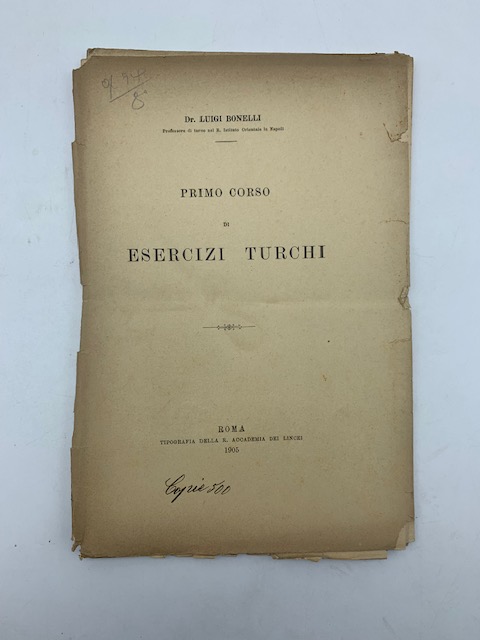 Dr. LUIGI BONELLI
Professore di turco nel R. Istituto Orientale in Napoli
PRIMO CORSO
DI
ESERCIZI TURCHI
ROMA
TIPOGRAFIA DELLA R. ACCADEMIA DEI LINCEI
1905
Copie 500